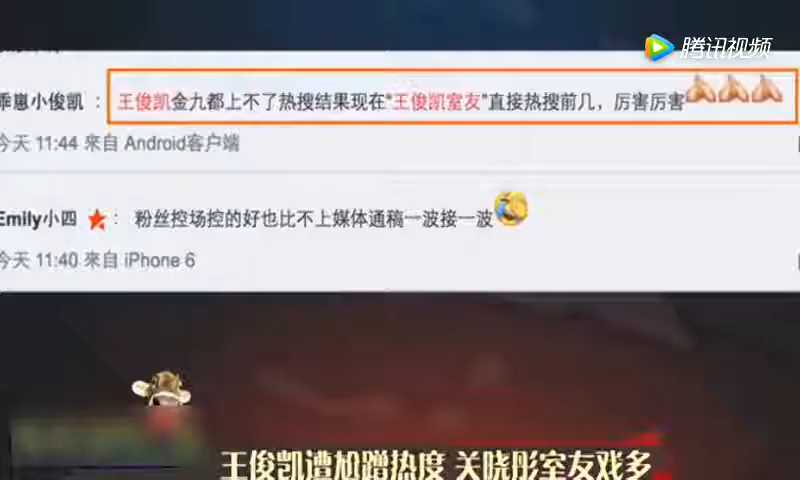 腾讯视频
乖崽小俊凯 : 王俊凯金九都上不了热搜结果现在"王俊凯室友"直接热搜前几，厉害厉害
今天 11:44 來自 Android客户端
Emily小四 : 粉丝控场控的好也比不上媒体通稿一波接一波
今天 11:40 來自 iPhone 6
王俊凯遭尬蹭热度 关晓彤室友戏多